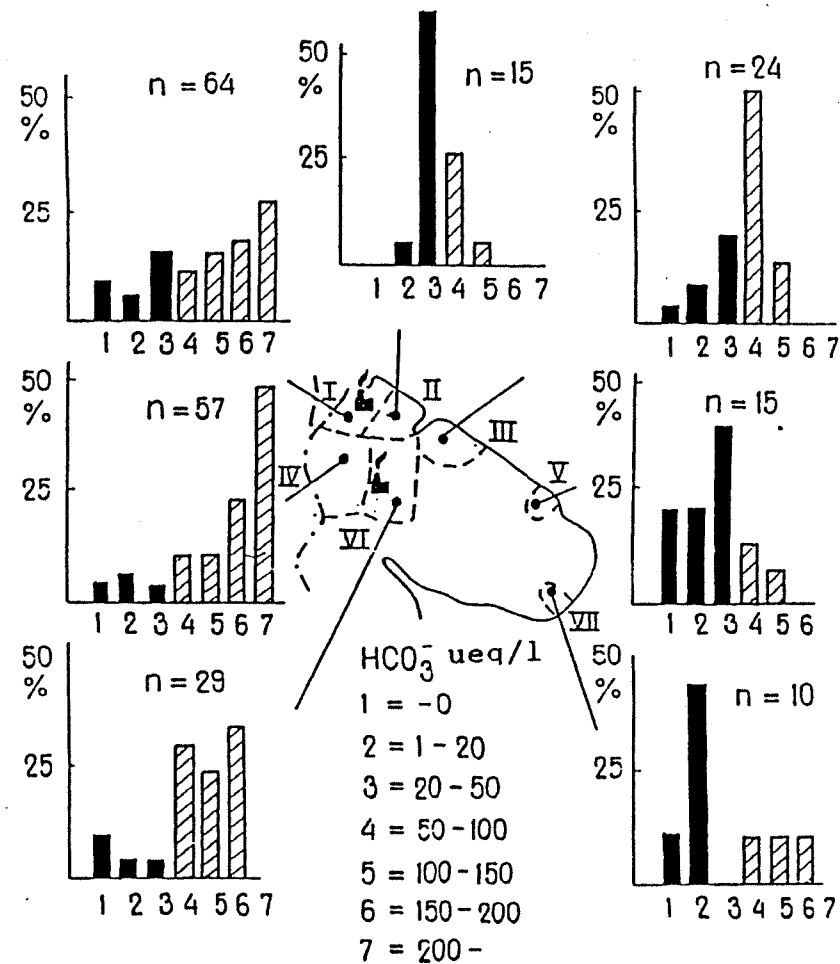 n = 64
50
%
25
1 2 3 4 5 6 7
50
%
25
n = 15
1 2 3 4 5 6 7
n = 24
50
%
25
1 2 3 4 5 6 7
50
%
25
n = 57
1 2 3 4 5 6 7
I
II
III
IV
V
VI
VII
50
%
25
n = 15
1 2 3 4 5 6
50
%
25
n = 29
1 2 3 4 5 6 7
HCO₃⁻ ueq/l
1 = -0
2 = 1 - 20
3 = 20 - 50
4 = 50 - 100
5 = 100 - 150
6 = 150 - 200
7 = 200 -
50
%
25
n = 10
1 2 3 4 5 6 7